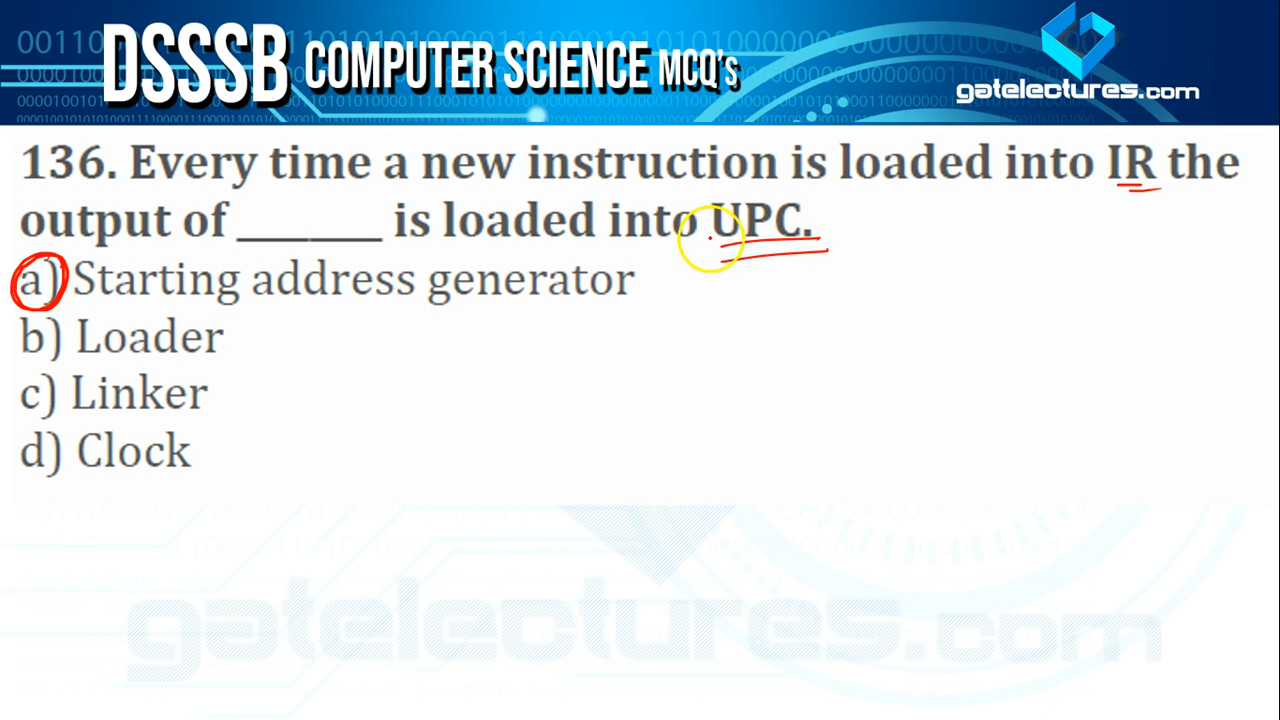 DSSSB COMPUTER SCIENCE MCQ's
gatelectures.com
136. Every time a new instruction is loaded into IR the
output of _______ is loaded into UPC.
a) Starting address generator
b) Loader
c) Linker
d) Clock
gatelectures.com